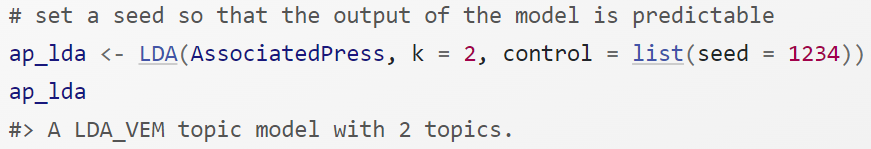 # set a seed so that the output of the model is predictable
ap_lda <- LDA(AssociatedPress, k = 2, control = list(seed = 1234))
ap_lda
#> A LDA_VEM topic model with 2 topics.